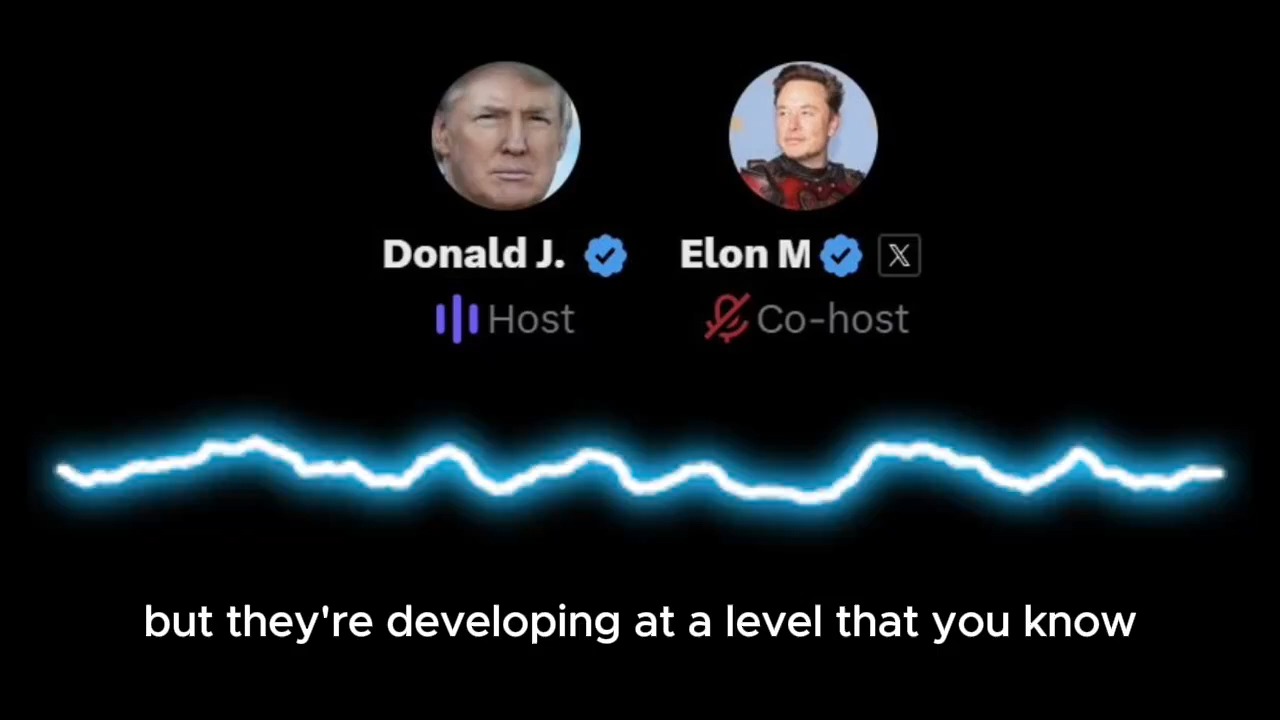 Donald J. Elon M X
Host Co-host
but they're developing at a level that you know